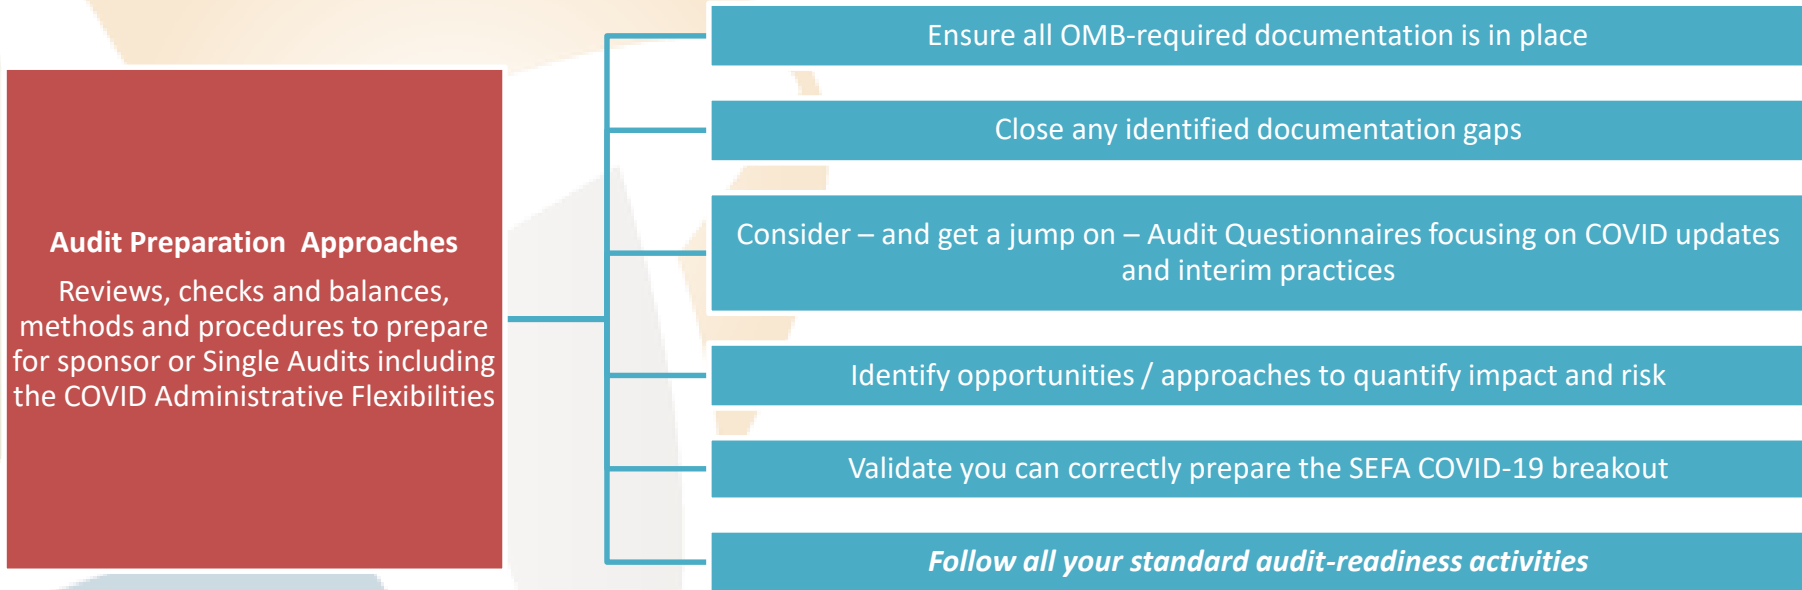 Audit Preparation  Approaches
Reviews, checks and balances,
methods and procedures to prepare
for sponsor or Single Audits including
the COVID Administrative Flexibilities
Ensure all OMB-required documentation is in place
Close any identified documentation gaps
Consider – and get a jump on – Audit Questionnaires focusing on COVID updates
and interim practices
Identify opportunities / approaches to quantify impact and risk
Validate you can correctly prepare the SEFA COVID-19 breakout
Follow all your standard audit-readiness activities